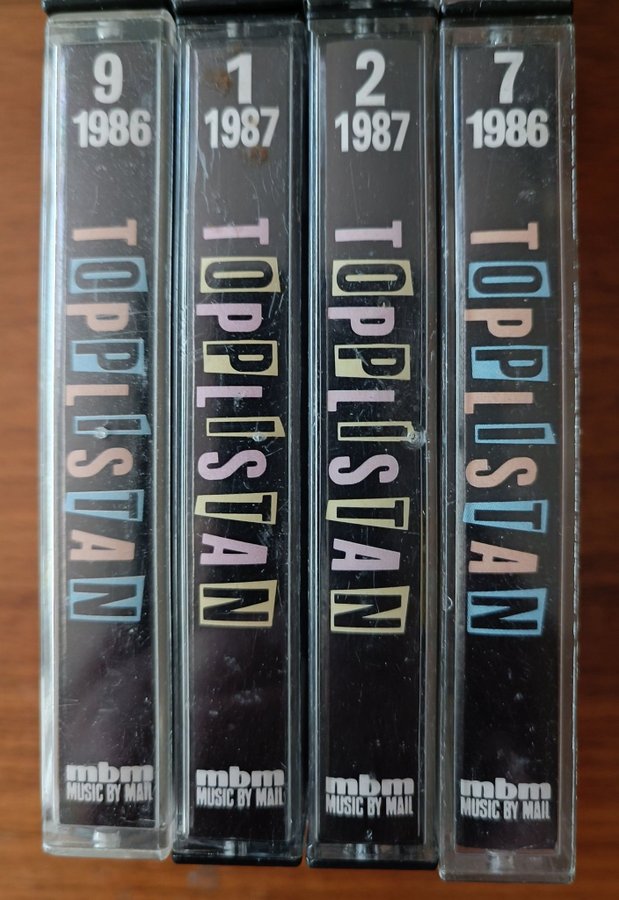 9
1986
TOPPLISTAN
mbm
MUSIC BY MAIL
1
1987
TOPPLISTAN
mbm
MUSIC BY MAIL
2
1987
TOPPLISTAN
mbm
MUSIC BY MAIL
7
1986
TOPPLISTAN
mbm
MUSIC BY MAIL